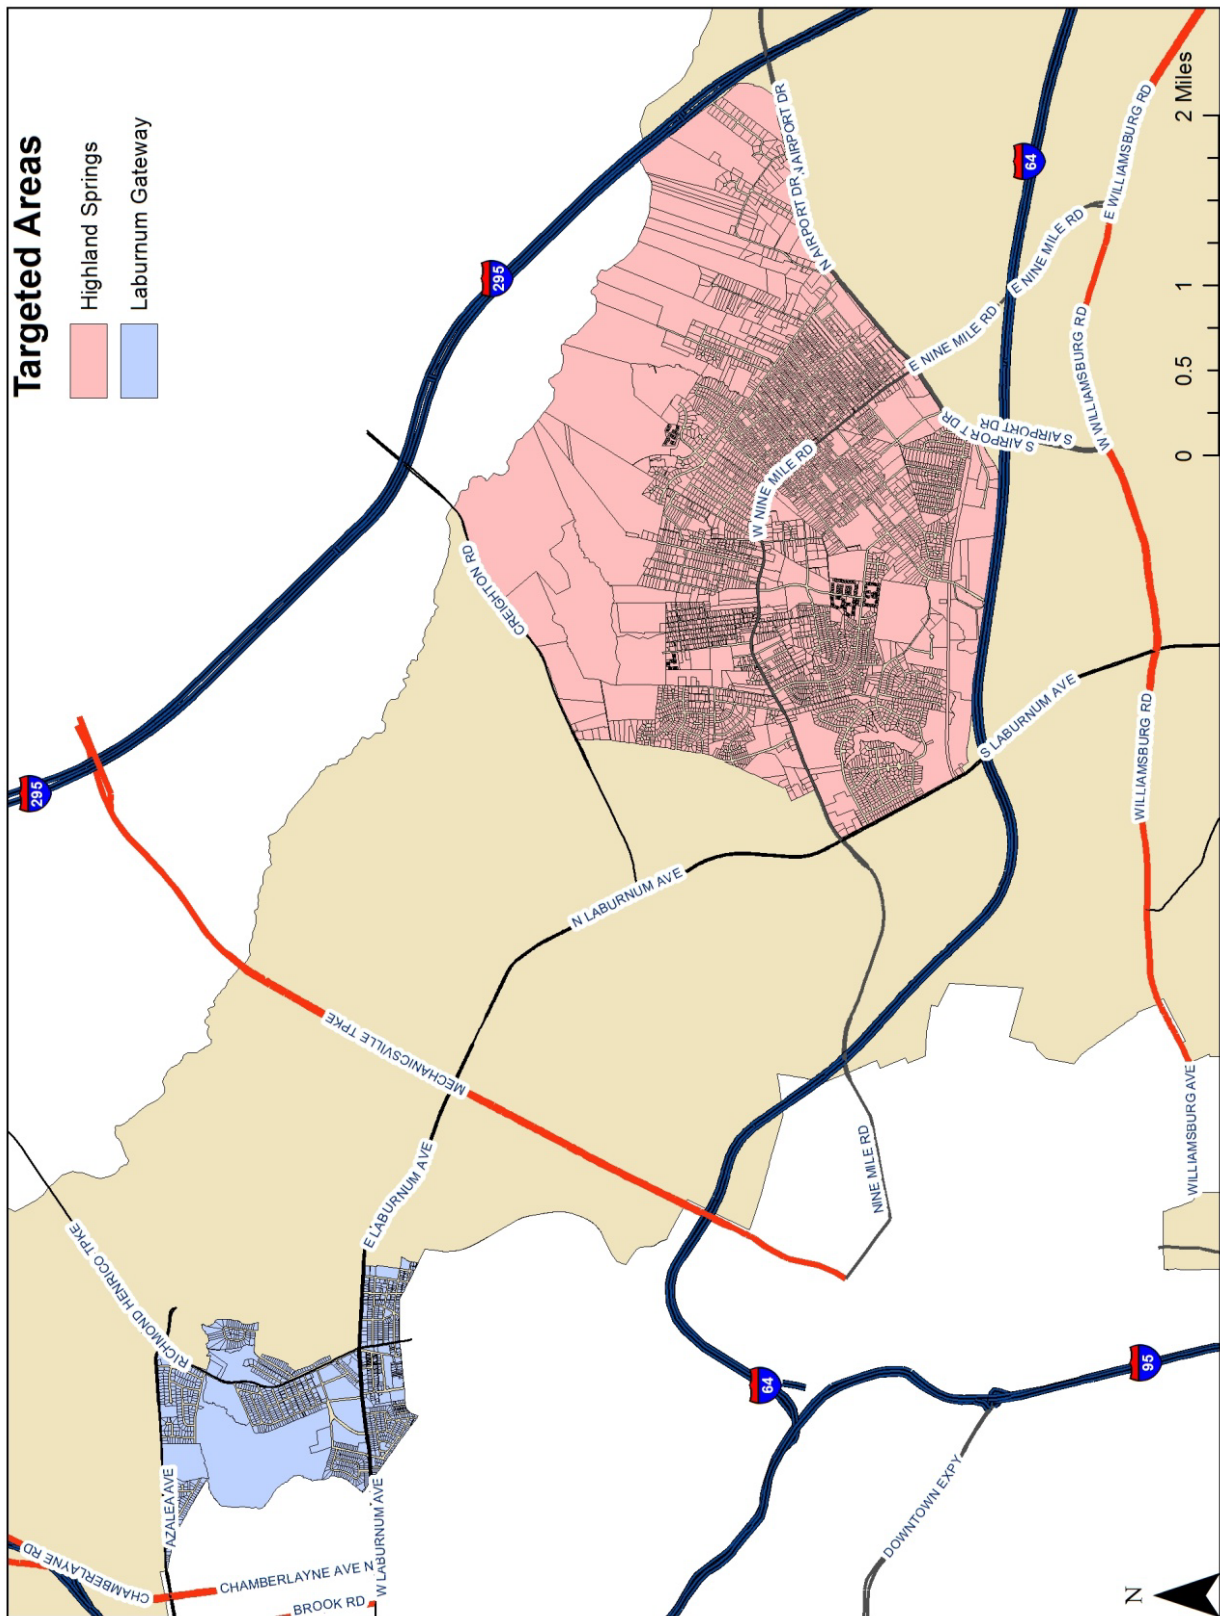 Targeted Areas
Highland Springs
Laburnum Gateway
295
295
MECHANICSVILLE TPKE
CREIGHTON RD
RICHMOND HENRICO TPKE
AZALEA AVE
CHAMBERLAYNE RD
CHAMBERLAYNE AVE N
BROOK RD
W LABURNUM AVE
E LABURNUM AVE
N LABURNUM AVE
S LABURNUM AVE
NINE MILE RD
W NINE MILE RD
E NINE MILE RD
E NINE MILE RD
N AIRPORT DR
N AIRPORT DR
S AIRPORT DR
S AIRPORT DR
64
64
95
DOWNTOWN EXPY
WILLIAMSBURG AVE
WILLIAMSBURG RD
W WILLIAMSBURG RD
E WILLIAMSBURG RD
N
0 0.5 1 2 Miles